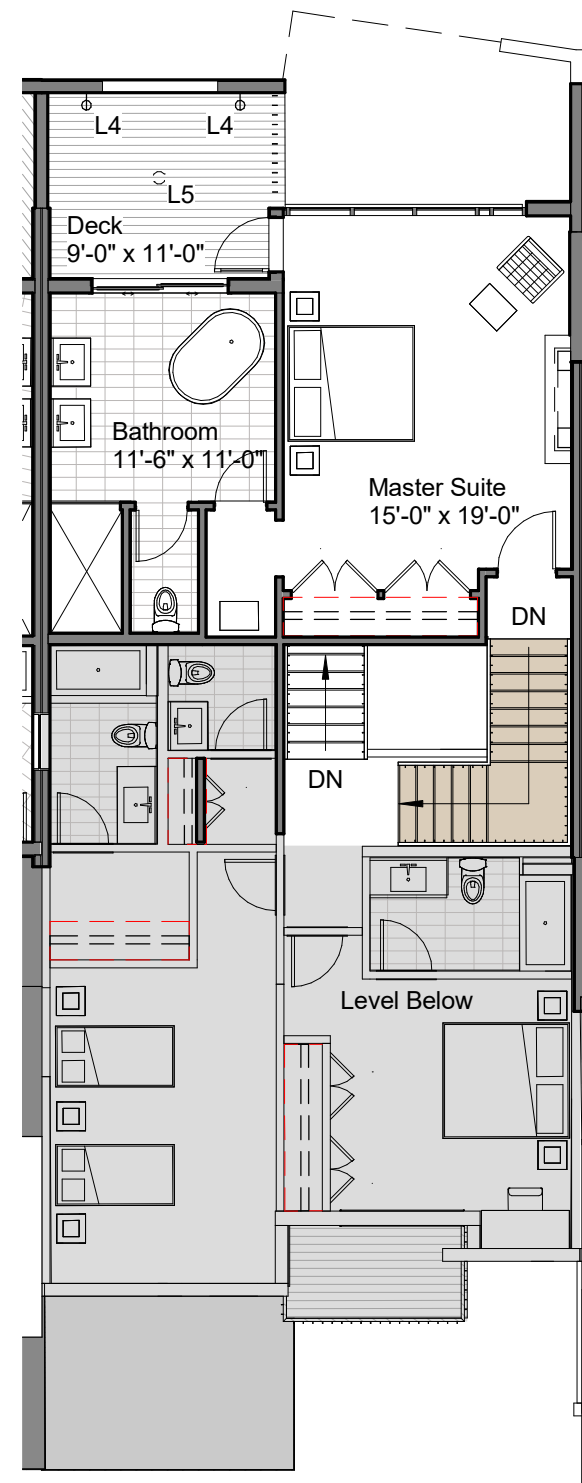 L4 L4
L5
Deck
9'-0" x 11'-0"
Bathroom
11'-6" x 11'-0"
Master Suite
15'-0" x 19'-0"
DN
DN
Level Below